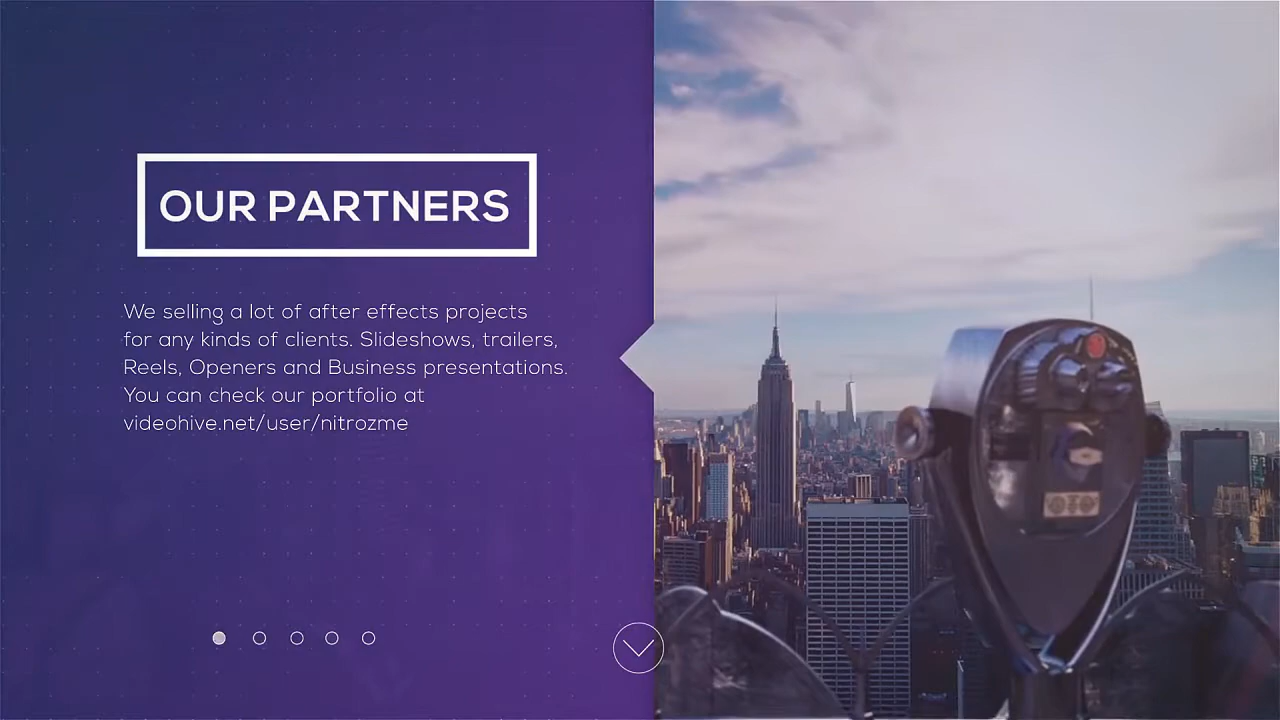 OUR PARTNERS
We selling a lot of after effects projects
for any kinds of clients. Slideshows, trailers,
Reels, Openers and Business presentations.
You can check our portfolio at
videohive.net/user/nitrozme